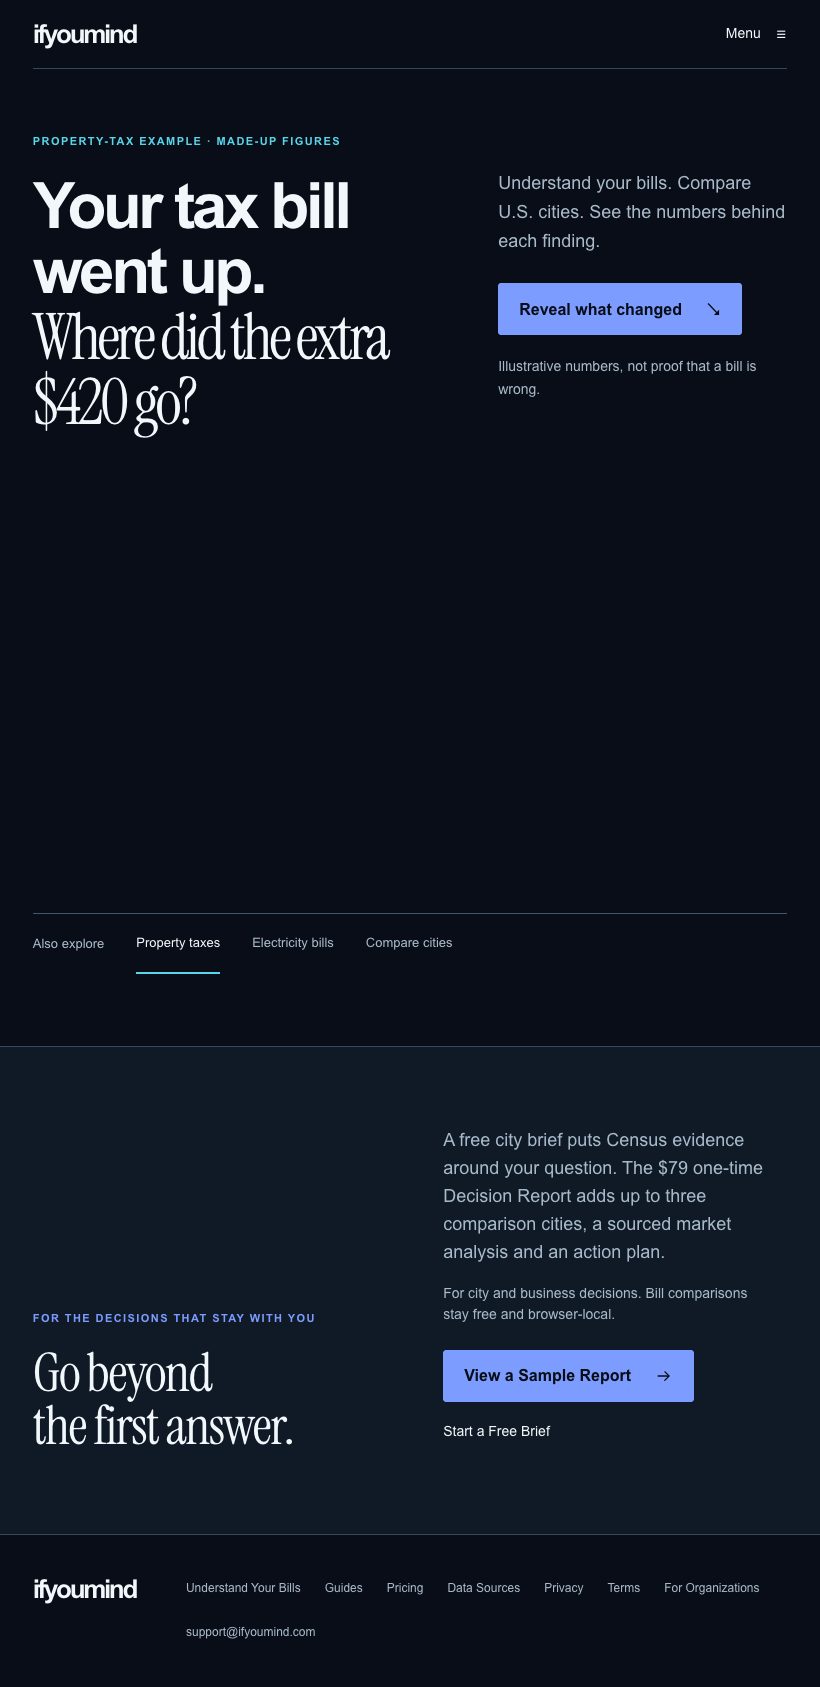 ifyoumind
Menu ≡
PROPERTY-TAX EXAMPLE · MADE-UP FIGURES
Your tax bill
went up.
Where did the extra
$420 go?
Understand your bills. Compare
U.S. cities. See the numbers behind
each finding.
Reveal what changed ↘
Illustrative numbers, not proof that a bill is
wrong.
Also explore
Property taxes
Electricity bills
Compare cities
FOR THE DECISIONS THAT STAY WITH YOU
Go beyond
the first answer.
A free city brief puts Census evidence
around your question. The $79 one-time
Decision Report adds up to three
comparison cities, a sourced market
analysis and an action plan.
For city and business decisions. Bill comparisons
stay free and browser-local.
View a Sample Report →
Start a Free Brief
ifyoumind
Understand Your Bills
Guides
Pricing
Data Sources
Privacy
Terms
For Organizations
support@ifyoumind.com